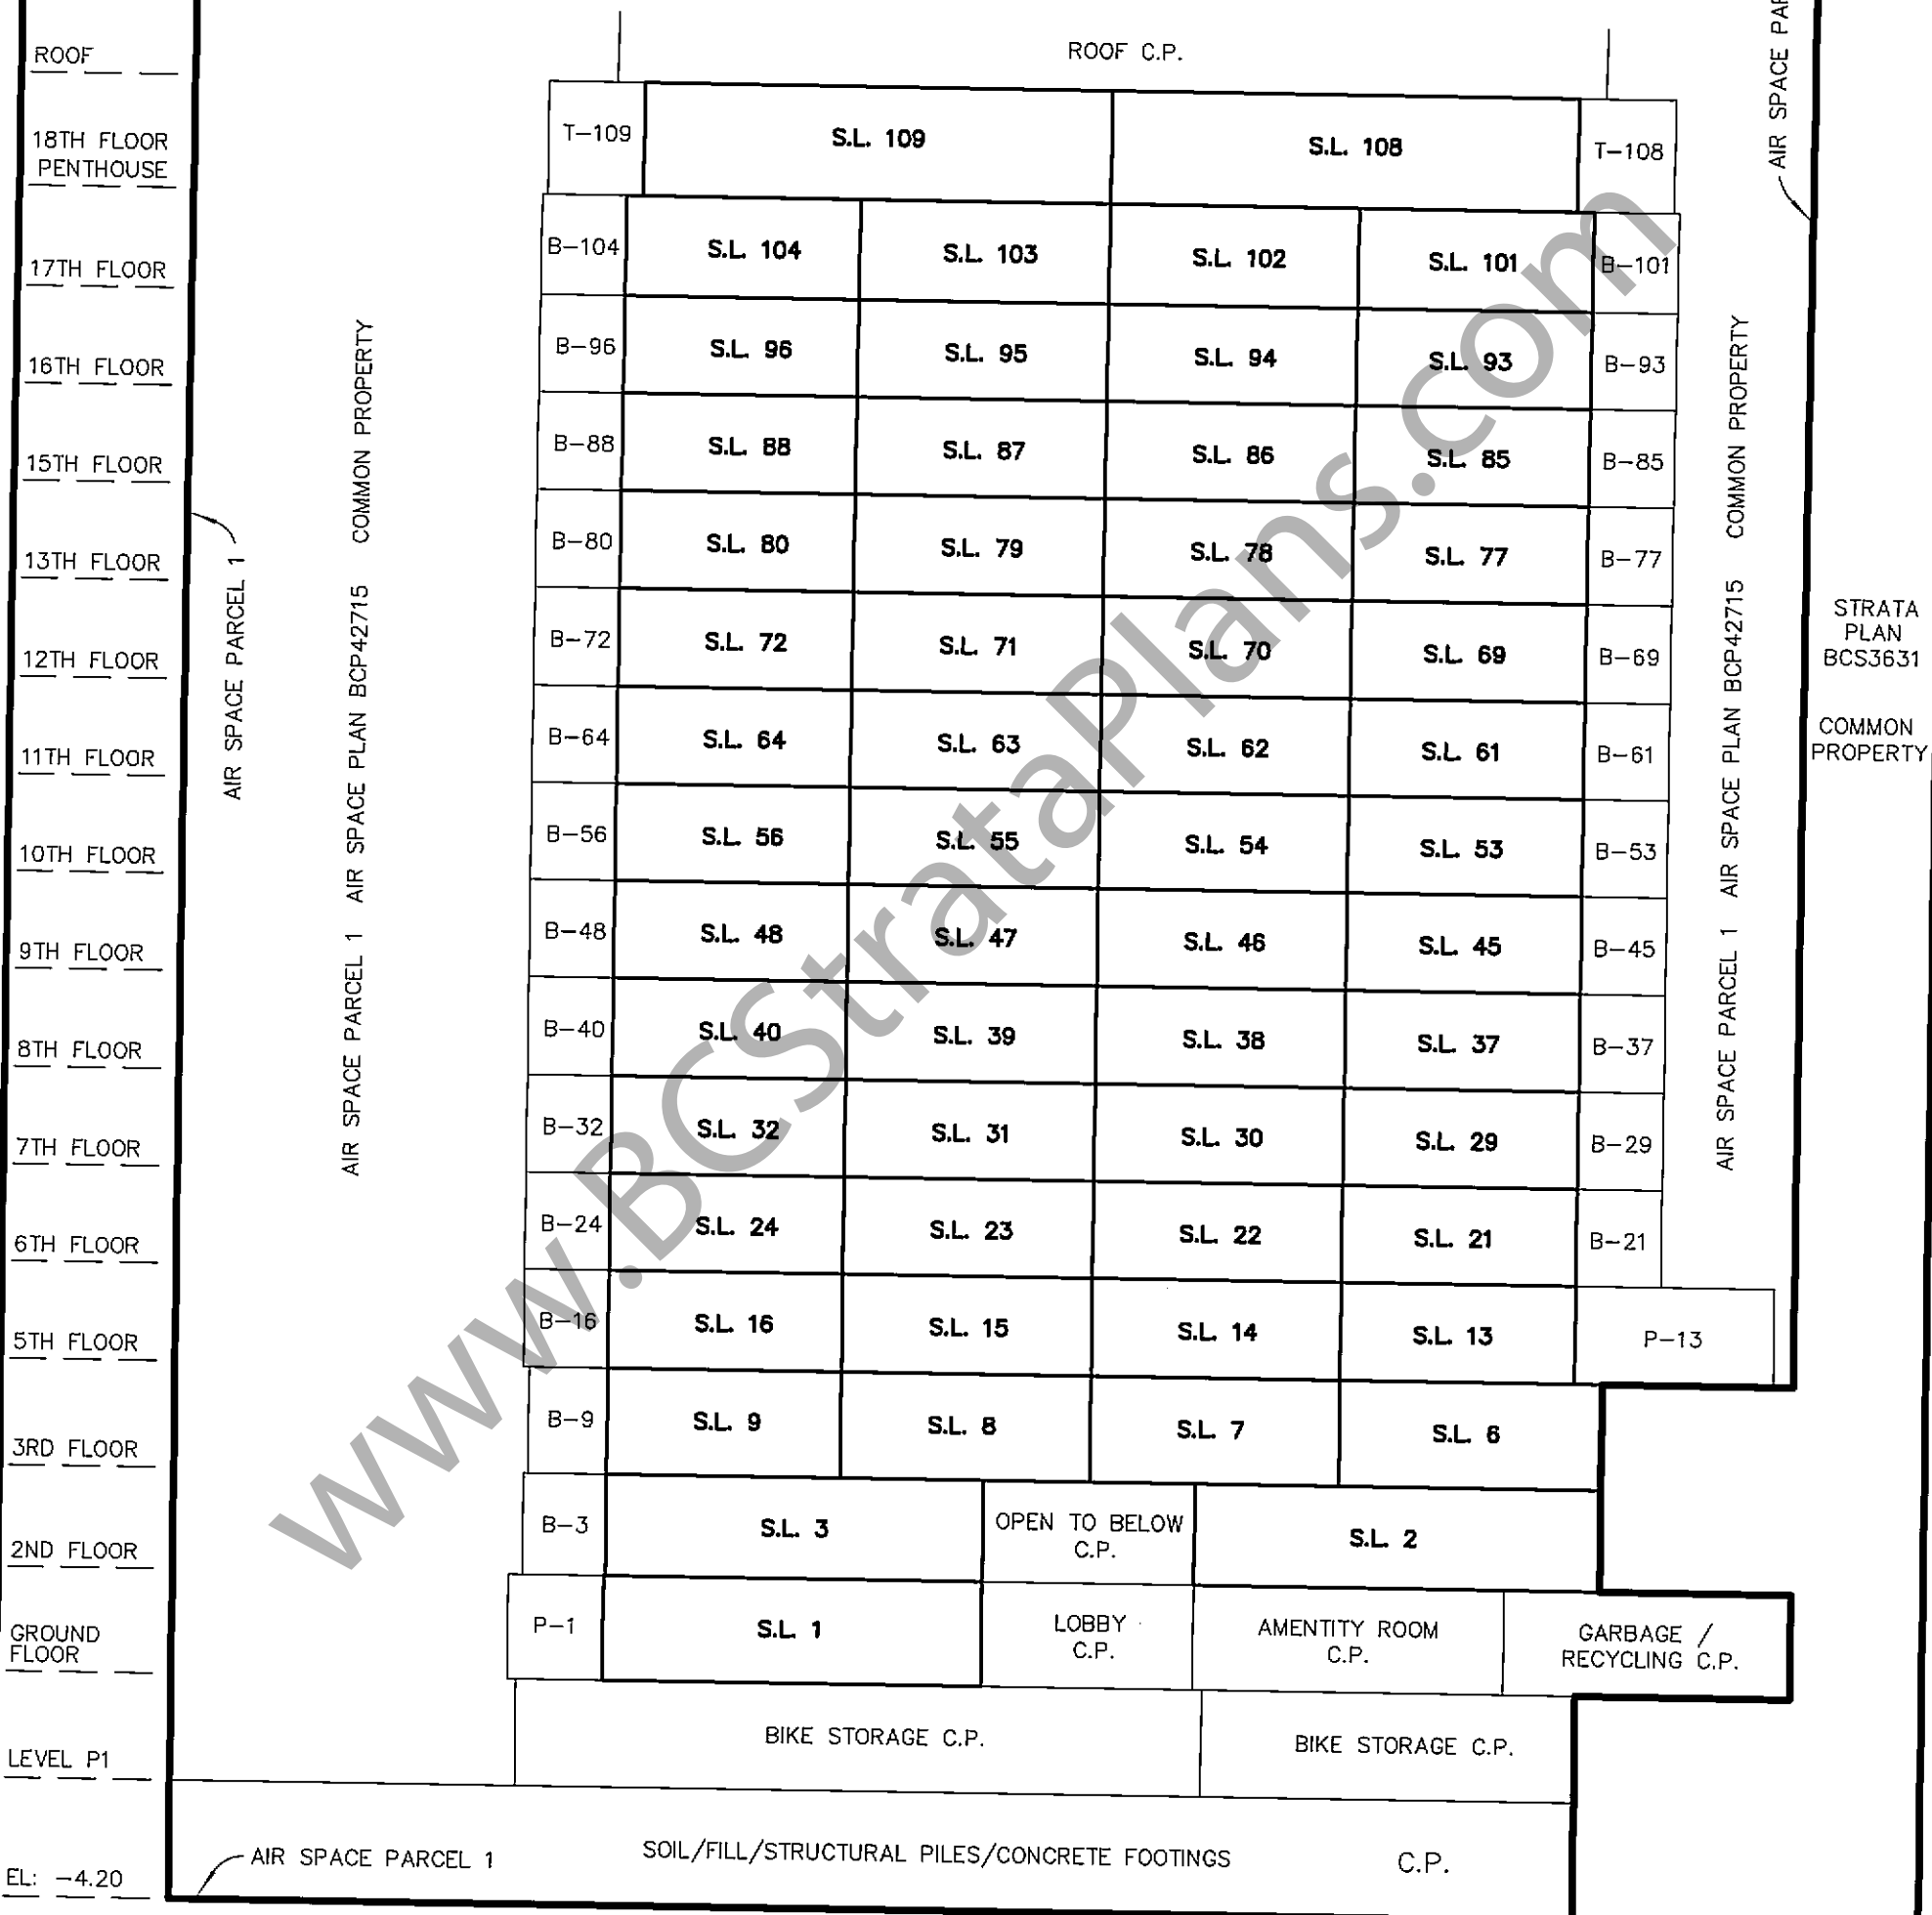 ROOF
ROOF C.P.
AIR SPACE
18TH FLOOR
PENTHOUSE
T-109
S.L. 109
S.L. 108
T-108
17TH FLOOR
B-104
S.L. 104
S.L. 103
S.L. 102
S.L. 101
B-101
16TH FLOOR
B-96
S.L. 96
S.L. 95
S.L. 94
S.L. 93
B-93
15TH FLOOR
B-88
S.L. 88
S.L. 87
S.L. 86
S.L. 85
B-85
13TH FLOOR
B-80
S.L. 80
S.L. 79
S.L. 78
S.L. 77
B-77
12TH FLOOR
B-72
S.L. 72
S.L. 71
S.L. 70
S.L. 69
B-69
11TH FLOOR
B-64
S.L. 64
S.L. 63
S.L. 62
S.L. 61
B-61
10TH FLOOR
B-56
S.L. 56
S.L. 55
S.L. 54
S.L. 53
B-53
9TH FLOOR
B-48
S.L. 48
S.L. 47
S.L. 46
S.L. 45
B-45
8TH FLOOR
B-40
S.L. 40
S.L. 39
S.L. 38
S.L. 37
B-37
7TH FLOOR
B-32
S.L. 32
S.L. 31
S.L. 30
S.L. 29
B-29
6TH FLOOR
B-24
S.L. 24
S.L. 23
S.L. 22
S.L. 21
B-21
5TH FLOOR
B-16
S.L. 16
S.L. 15
S.L. 14
S.L. 13
P-13
3RD FLOOR
B-9
S.L. 9
S.L. 8
S.L. 7
S.L. 6
2ND FLOOR
B-3
S.L. 3
OPEN TO BELOW
C.P.
S.L. 2
GROUND
FLOOR
P-1
S.L. 1
LOBBY
C.P.
AMENTITY ROOM
C.P.
GARBAGE /
RECYCLING C.P.
LEVEL P1
BIKE STORAGE C.P.
BIKE STORAGE C.P.
EL: -4.20
AIR SPACE PARCEL 1
SOIL/FILL/STRUCTURAL PILES/CONCRETE FOOTINGS
C.P.
AIR SPACE PARCEL 1
AIR SPACE PARCEL 1 AIR SPACE PLAN BCP42715 COMMON PROPERTY
AIR SPACE PARCEL 1 AIR SPACE PLAN BCP42715 COMMON PROPERTY
STRATA
PLAN
BCS3631
COMMON
PROPERTY
www.BCStrataPlans.com